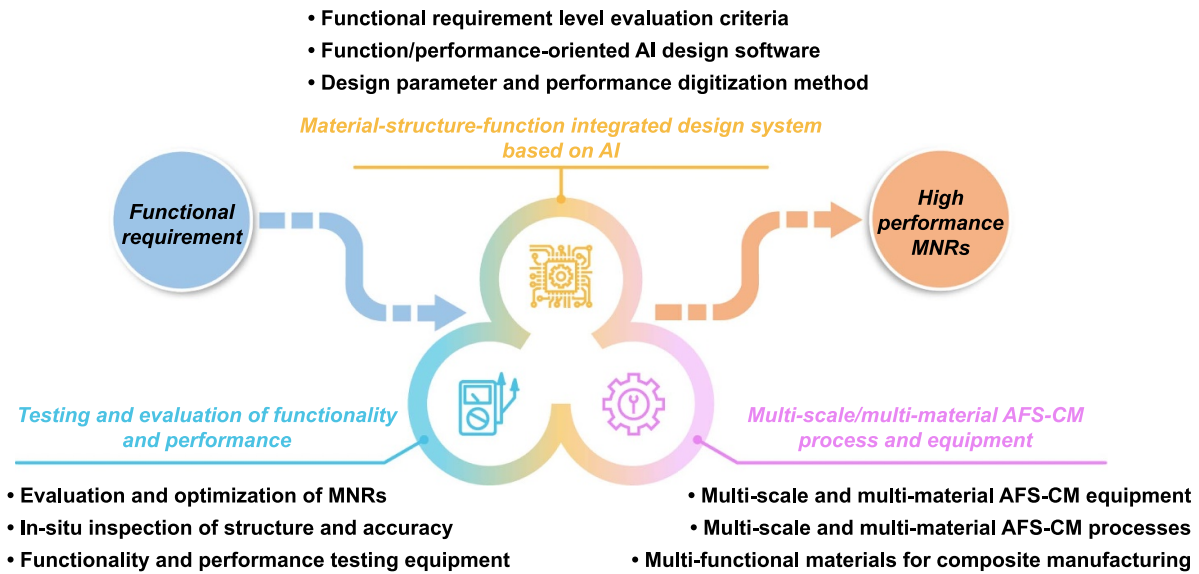 • Functional requirement level evaluation criteria
• Function/performance-oriented AI design software
• Design parameter and performance digitization method
Material-structure-function integrated design system
based on AI
Functional
requirement
High
performance
MNRs
Testing and evaluation of functionality
and performance
Multi-scale/multi-material AFS-CM
process and equipment
• Evaluation and optimization of MNRs
• In-situ inspection of structure and accuracy
• Functionality and performance testing equipment
• Multi-scale and multi-material AFS-CM equipment
• Multi-scale and multi-material AFS-CM processes
• Multi-functional materials for composite manufacturing